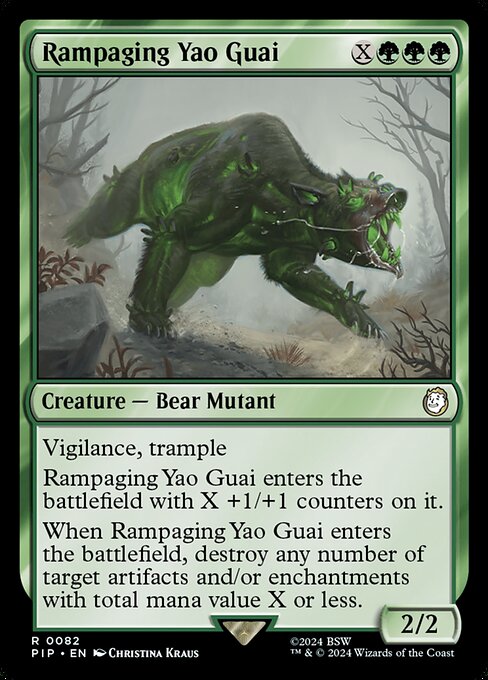 Rampaging Yao Guai X
Creature — Bear Mutant
Vigilance, trample
Rampaging Yao Guai enters the
battlefield with X +1/+1 counters on it.
When Rampaging Yao Guai enters
the battlefield, destroy any number of
target artifacts and/or enchantments
with total mana value X or less.
2/2
R 0082
PIP • EN Christina Kraus
©2024 BSW
™ & © 2024 Wizards of the Coast